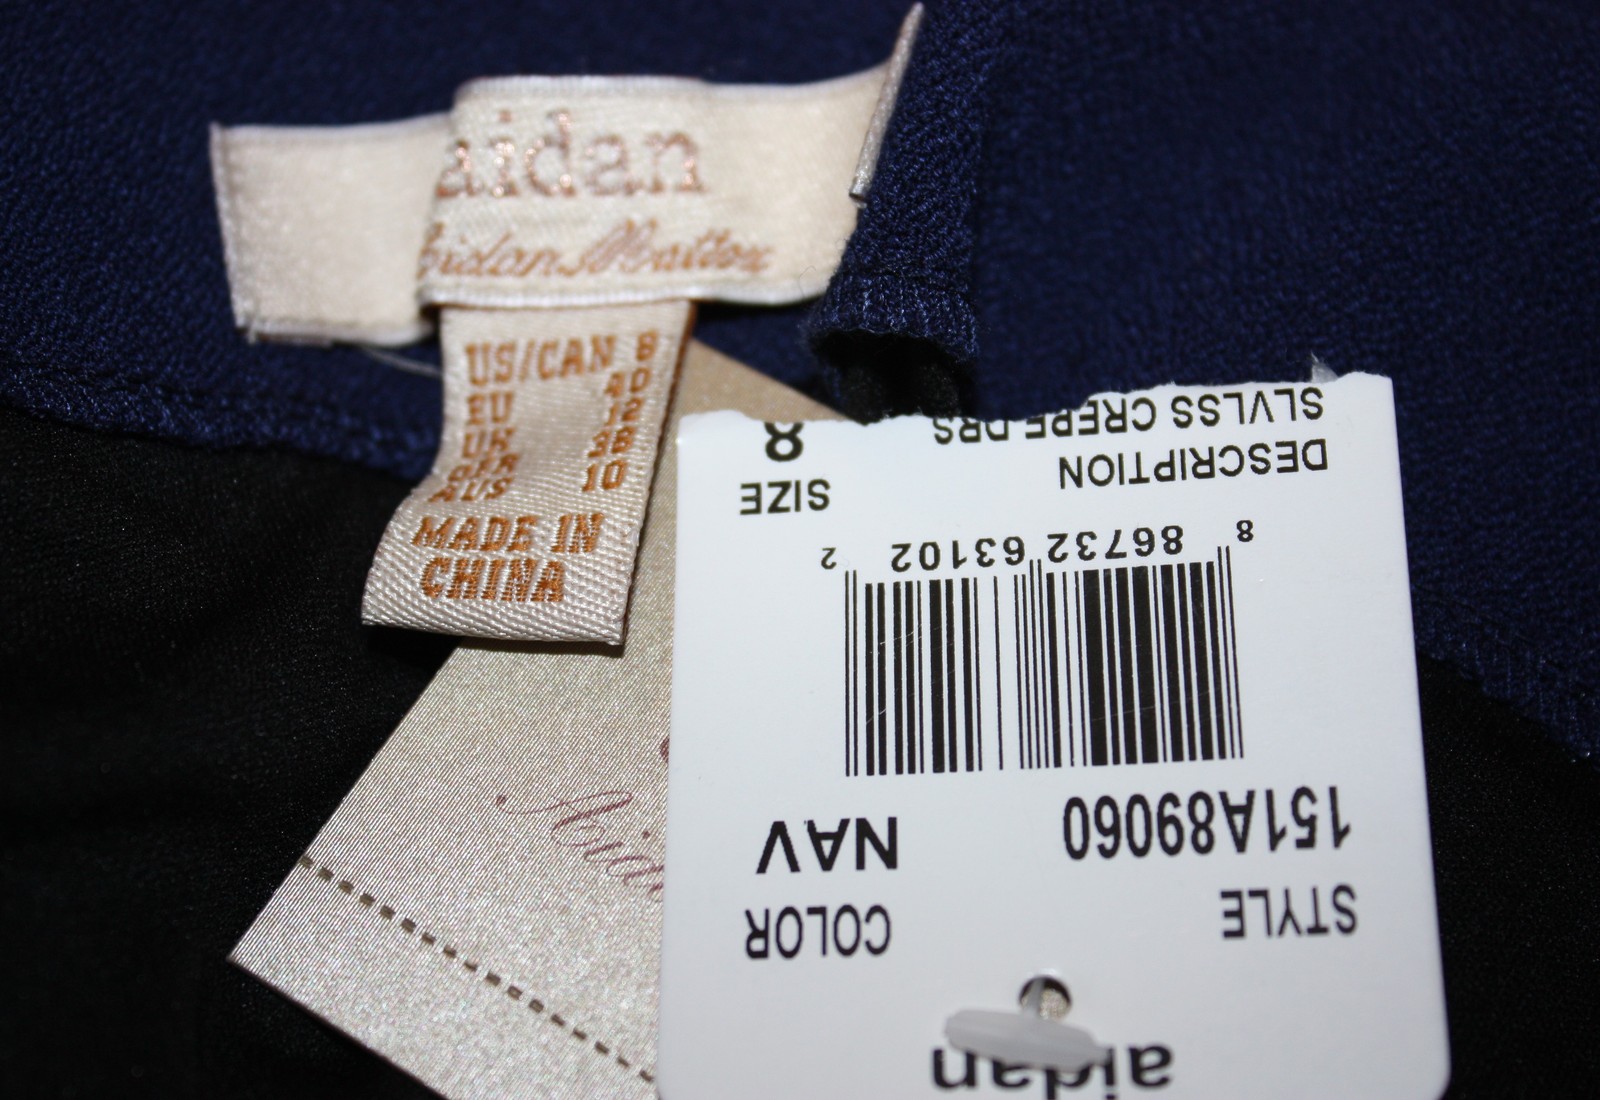 aidan
Aidan Mattox
US/CAN 8
EU 40
UK 12
GER 38
AUS 10
MADE IN
CHINA
aidan
STYLE COLOR
151A89060 NAV
8 86732 63102 2
DESCRIPTION SIZE
SLVLSS CREPE DRS 8